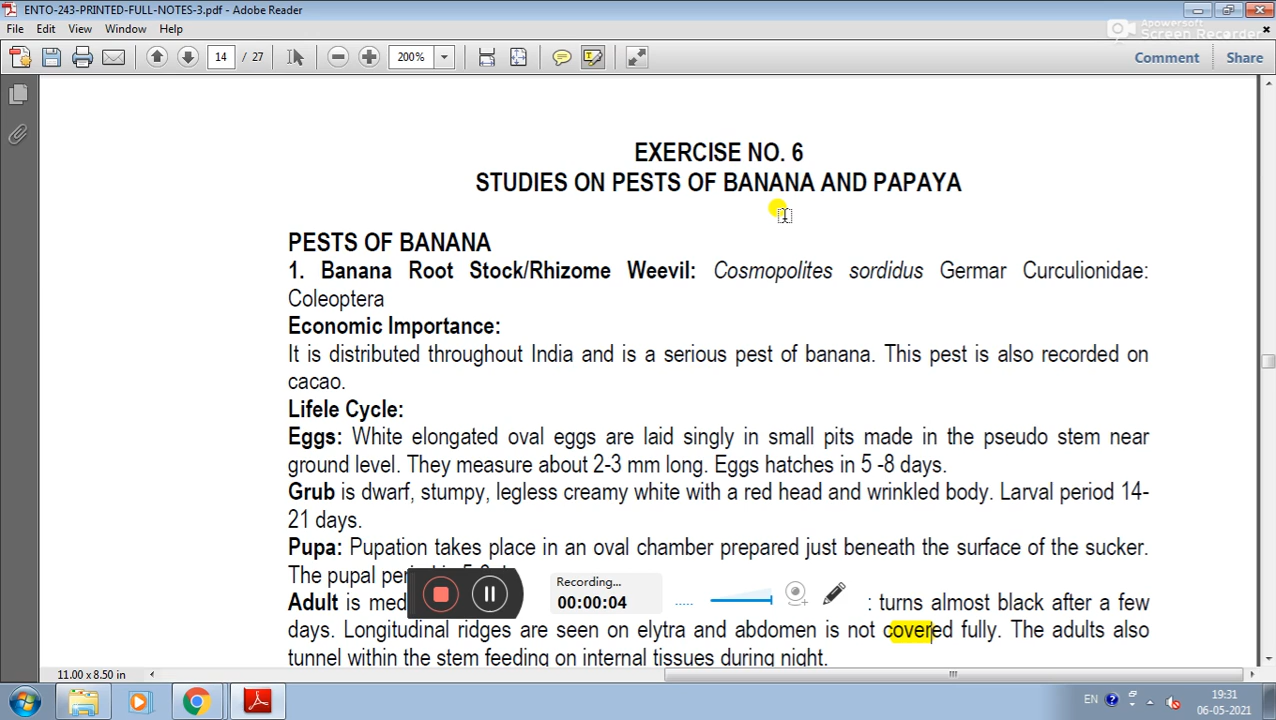 ENTO-243-PRINTED-FULL-NOTES-3.pdf - Adobe Reader
Apowersoft
Screen Recorder
File Edit View Window Help
14 / 27 200% Comment Share
EXERCISE NO. 6
STUDIES ON PESTS OF BANANA AND PAPAYA
PESTS OF BANANA
1. Banana Root Stock/Rhizome Weevil: Cosmopolites sordidus Germar Curculionidae:
Coleoptera
Economic Importance:
It is distributed throughout India and is a serious pest of banana. This pest is also recorded on
cacao.
Lifele Cycle:
Eggs: White elongated oval eggs are laid singly in small pits made in the pseudo stem near
ground level. They measure about 2-3 mm long. Eggs hatches in 5 -8 days.
Grub is dwarf, stumpy, legless creamy white with a red head and wrinkled body. Larval period 14-
21 days.
Pupa: Pupation takes place in an oval chamber prepared just beneath the surface of the sucker.
The pupal
Recording...
00:00:04
Adult is med : turns almost black after a few
days. Longitudinal ridges are seen on elytra and abdomen is not covered fully. The adults also
tunnel within the stem feeding on internal tissues during night.
11.00 x 8.50 in
EN 19:31
06-05-2021